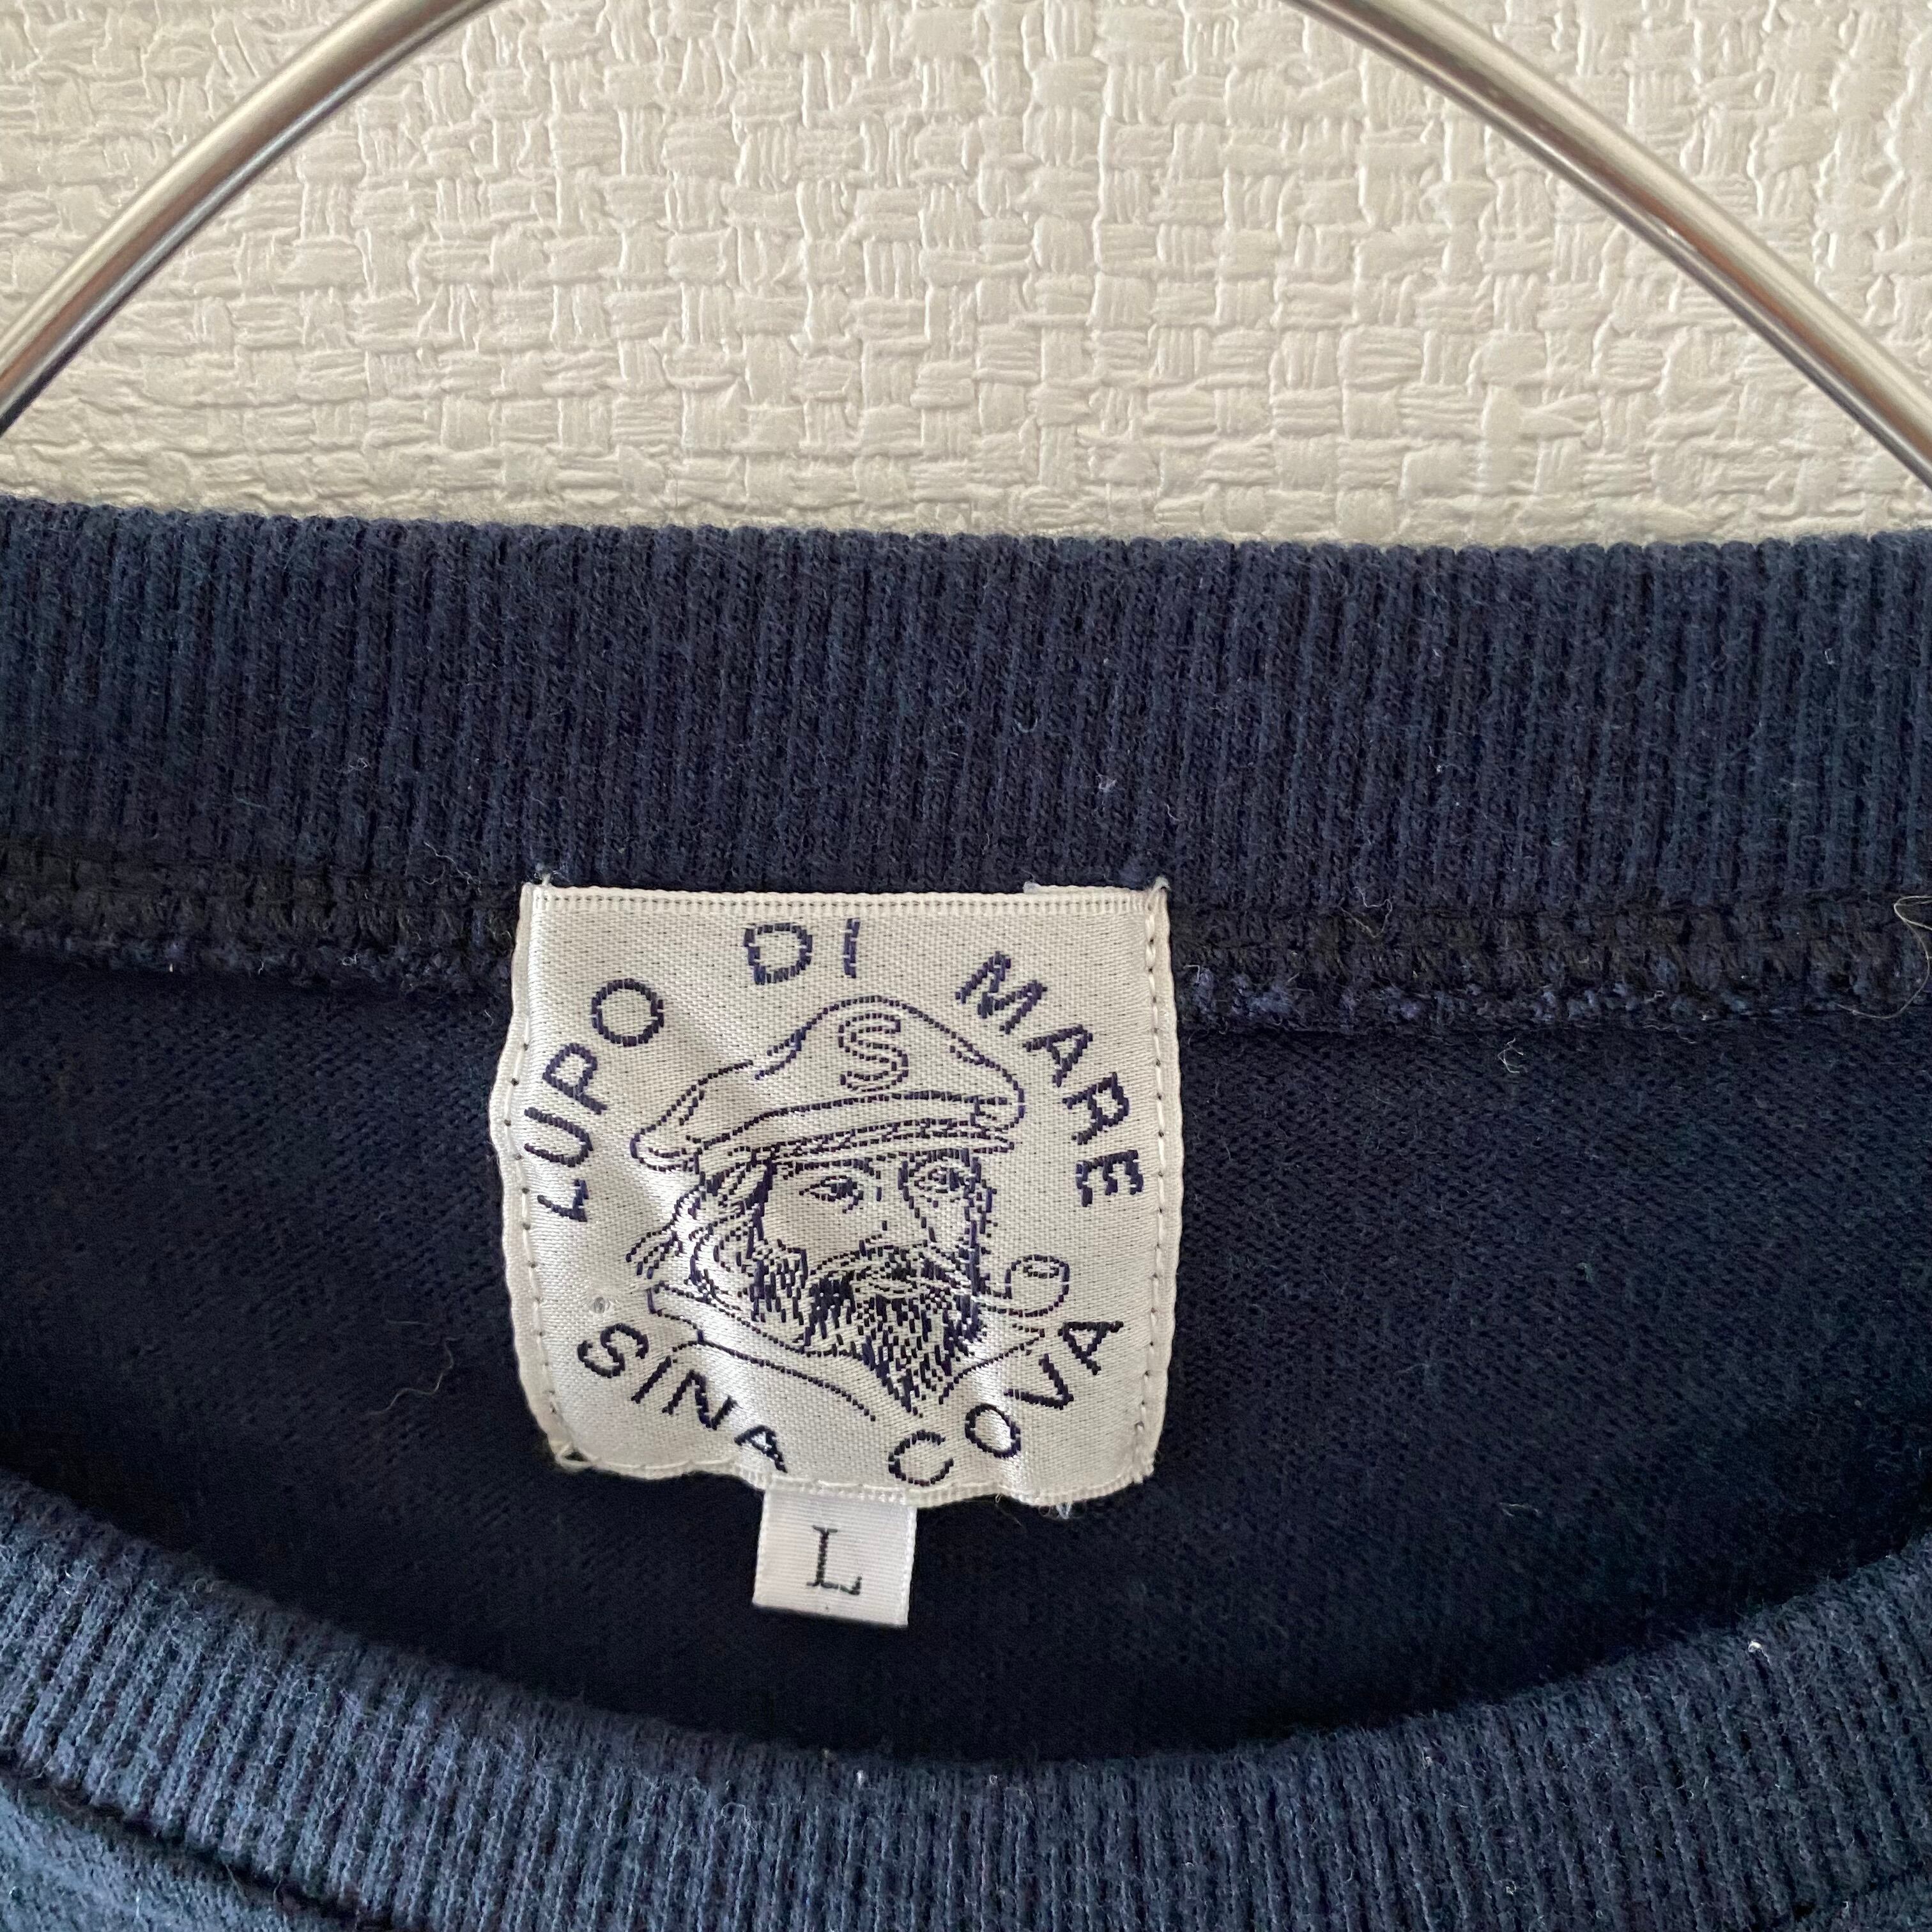 LUPO DI MARE
S
SINA COVA
L